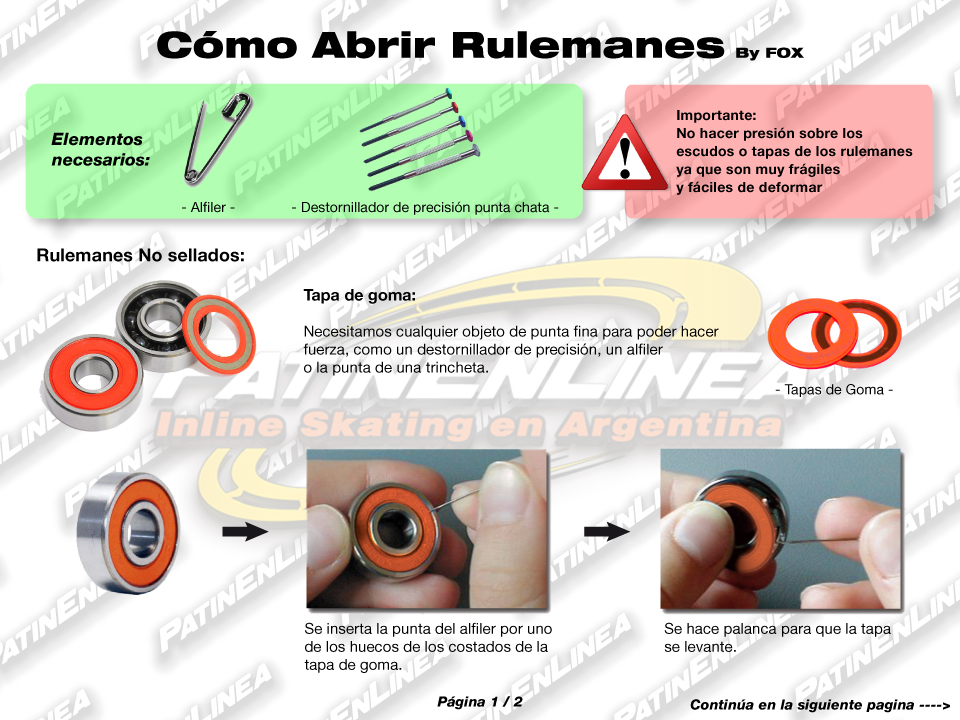 Cómo Abrir Rulemanes By FOX
Elementos
necesarios:
- Alfiler -
- Destornillador de precisión punta chata -
Importante:
No hacer presión sobre los
escudos o tapas de los rulemanes
ya que son muy frágiles
y fáciles de deformar
Rulemanes No sellados:
Tapa de goma:
Necesitamos cualquier objeto de punta fina para poder hacer
fuerza, como un destornillador de precisión, un alfiler
o la punta de una trincheta.
- Tapas de Goma -
PATINENLINEA
Inline Skating en Argentina
Se inserta la punta del alfiler por uno
de los huecos de los costados de la
tapa de goma.
Se hace palanca para que la tapa
se levante.
Página 1 / 2
Continúa en la siguiente pagina ---->